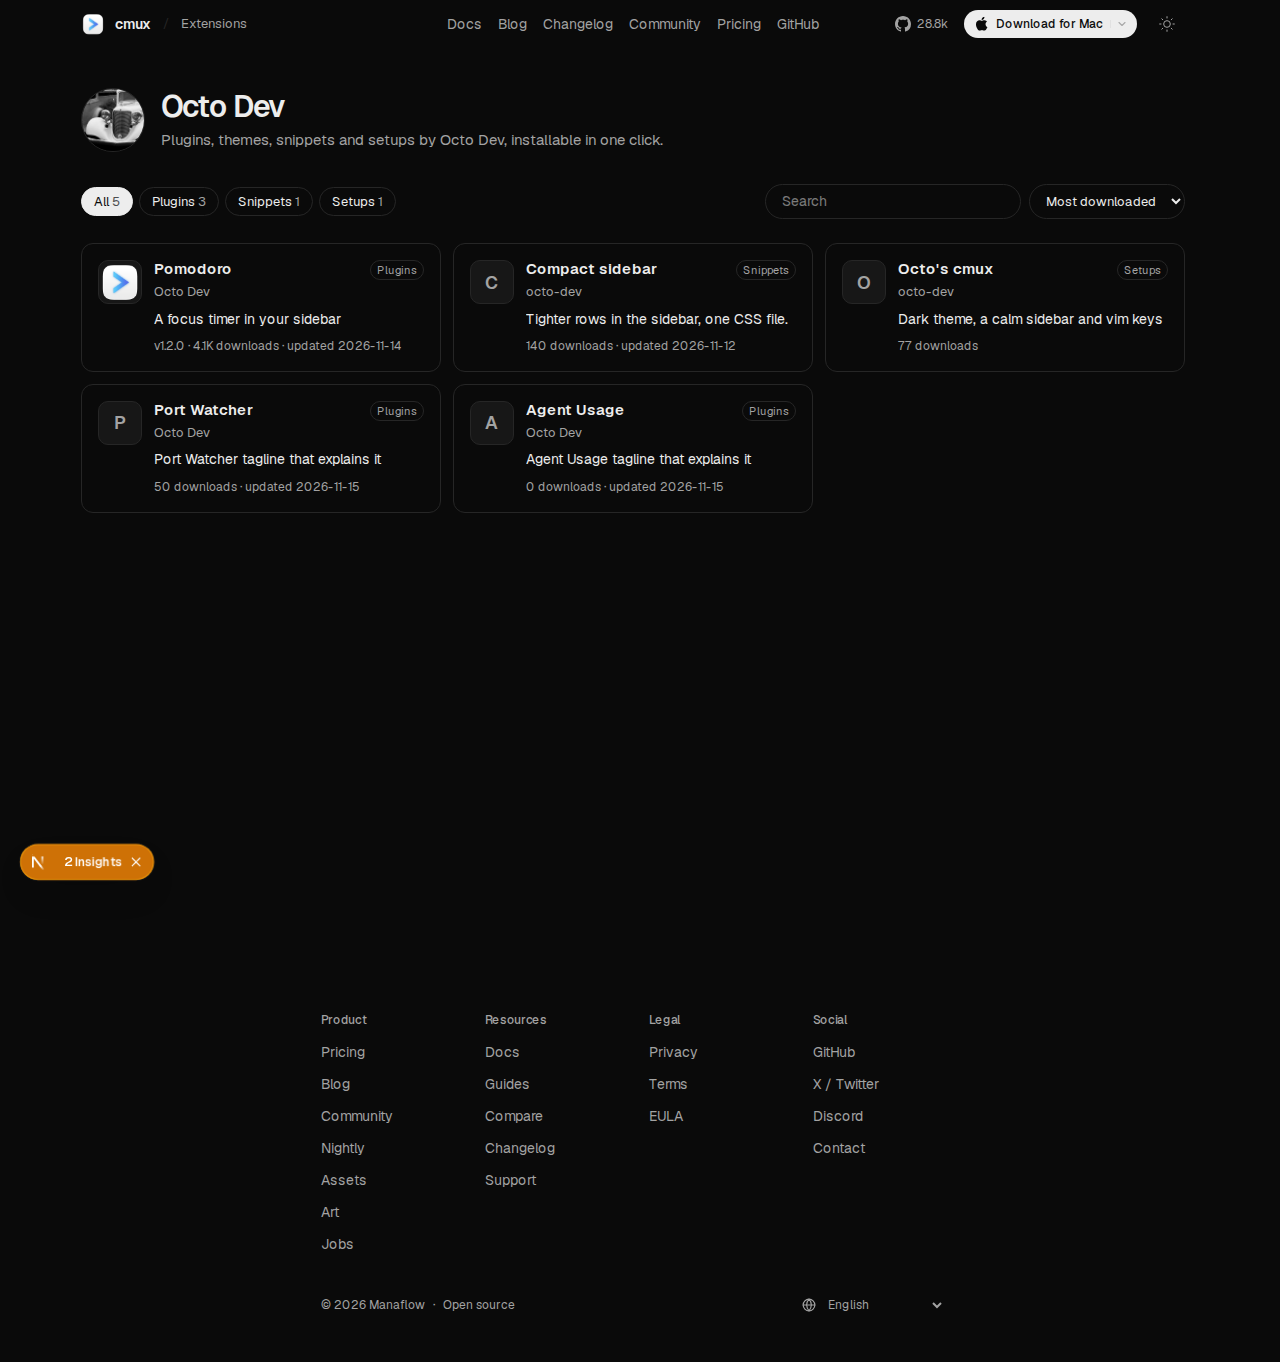 cmux / Extensions Docs Blog Changelog Community Pricing GitHub 28.8k Download for Mac
Octo Dev
Plugins, themes, snippets and setups by Octo Dev, installable in one click.
All 5 Plugins 3 Snippets 1 Setups 1 Search Most downloaded
Pomodoro Plugins
Octo Dev
A focus timer in your sidebar
v1.2.0 · 4.1K downloads · updated 2026-11-14
C Compact sidebar Snippets
octo-dev
Tighter rows in the sidebar, one CSS file.
140 downloads · updated 2026-11-12
O Octo's cmux Setups
octo-dev
Dark theme, a calm sidebar and vim keys
77 downloads
P Port Watcher Plugins
Octo Dev
Port Watcher tagline that explains it
50 downloads · updated 2026-11-15
A Agent Usage Plugins
Octo Dev
Agent Usage tagline that explains it
0 downloads · updated 2026-11-15
N 2 Insights
Product
Pricing
Blog
Community
Nightly
Assets
Art
Jobs
Resources
Docs
Guides
Compare
Changelog
Support
Legal
Privacy
Terms
EULA
Social
GitHub
X / Twitter
Discord
Contact
© 2026 Manaflow · Open source English